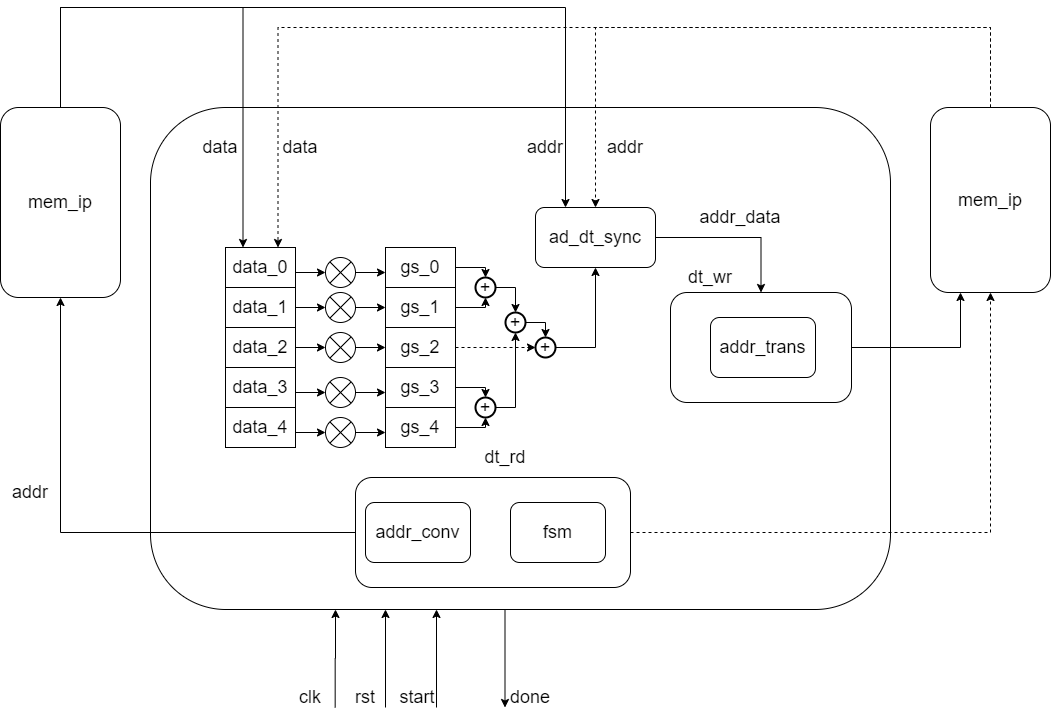 data
data
addr
addr
mem_ip
mem_ip
ad_dt_sync
addr_data
data_0
gs_0
dt_wr
data_1
gs_1
data_2
gs_2
addr_trans
data_3
gs_3
data_4
gs_4
dt_rd
addr
addr_conv
fsm
clk
rst
start
done